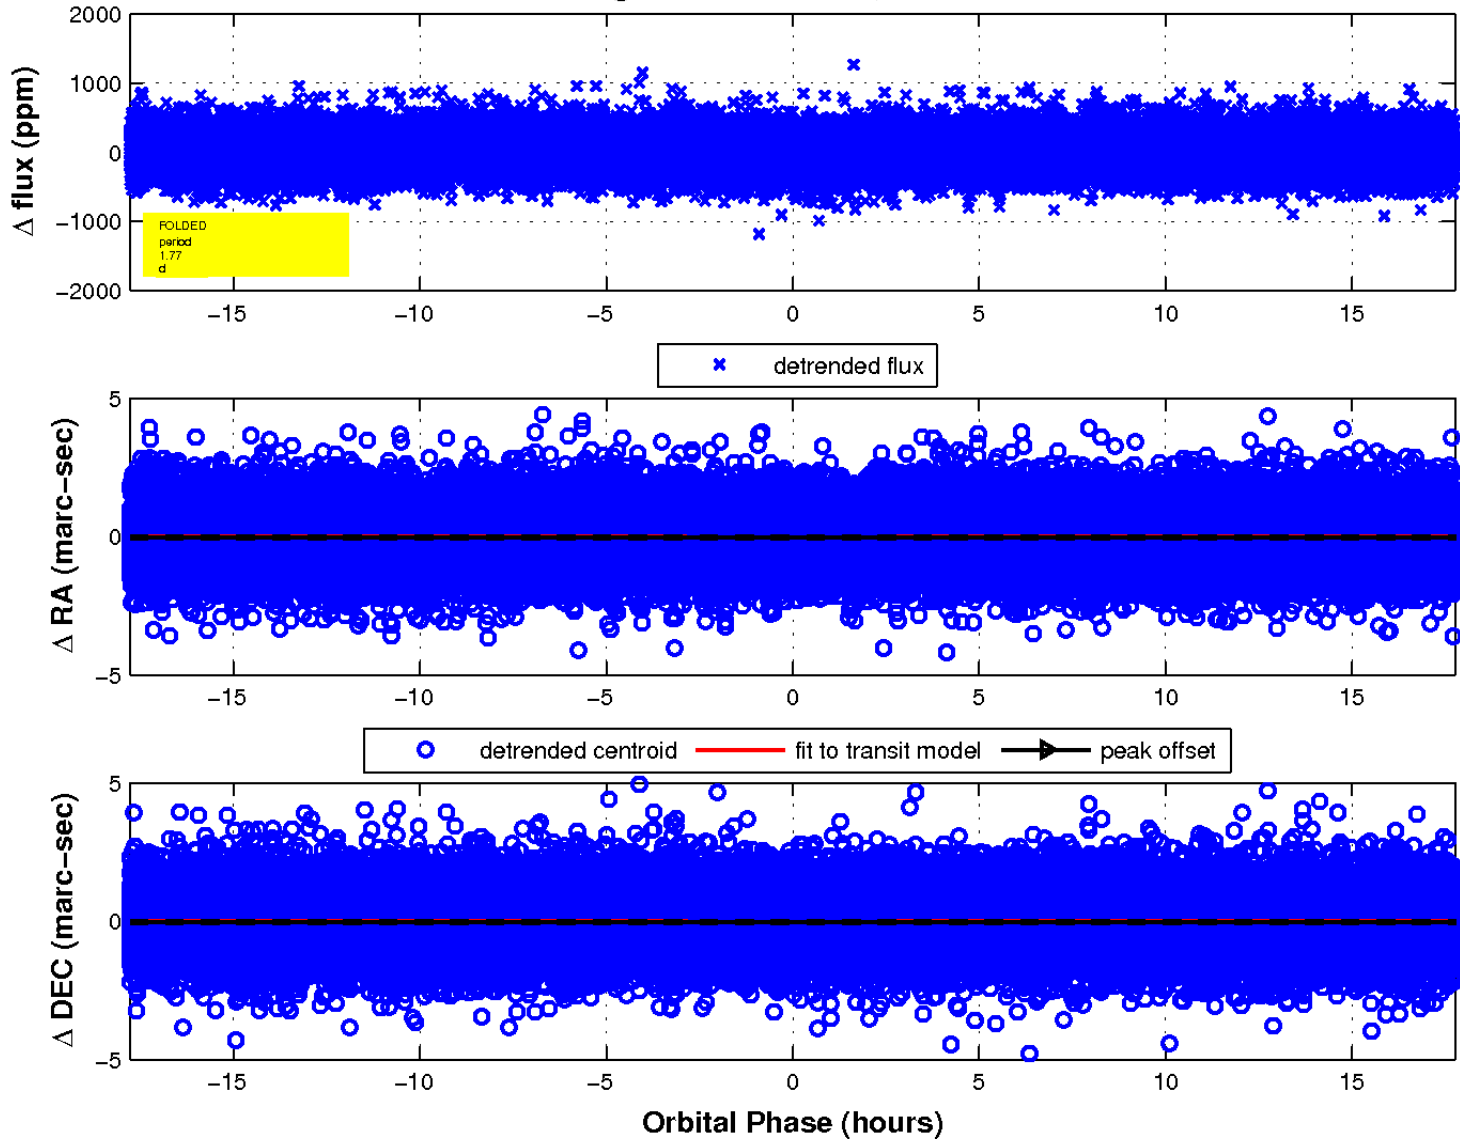 2000
1000
0
−1000
−2000
Δ flux (ppm)
FOLDED
period
1.77
d
−15 −10 −5 0 5 10 15
detrended flux
5
0
−5
Δ RA (marc−sec)
−15 −10 −5 0 5 10 15
detrended centroid fit to transit model peak offset
5
0
−5
Δ DEC (marc−sec)
−15 −10 −5 0 5 10 15
Orbital Phase (hours)